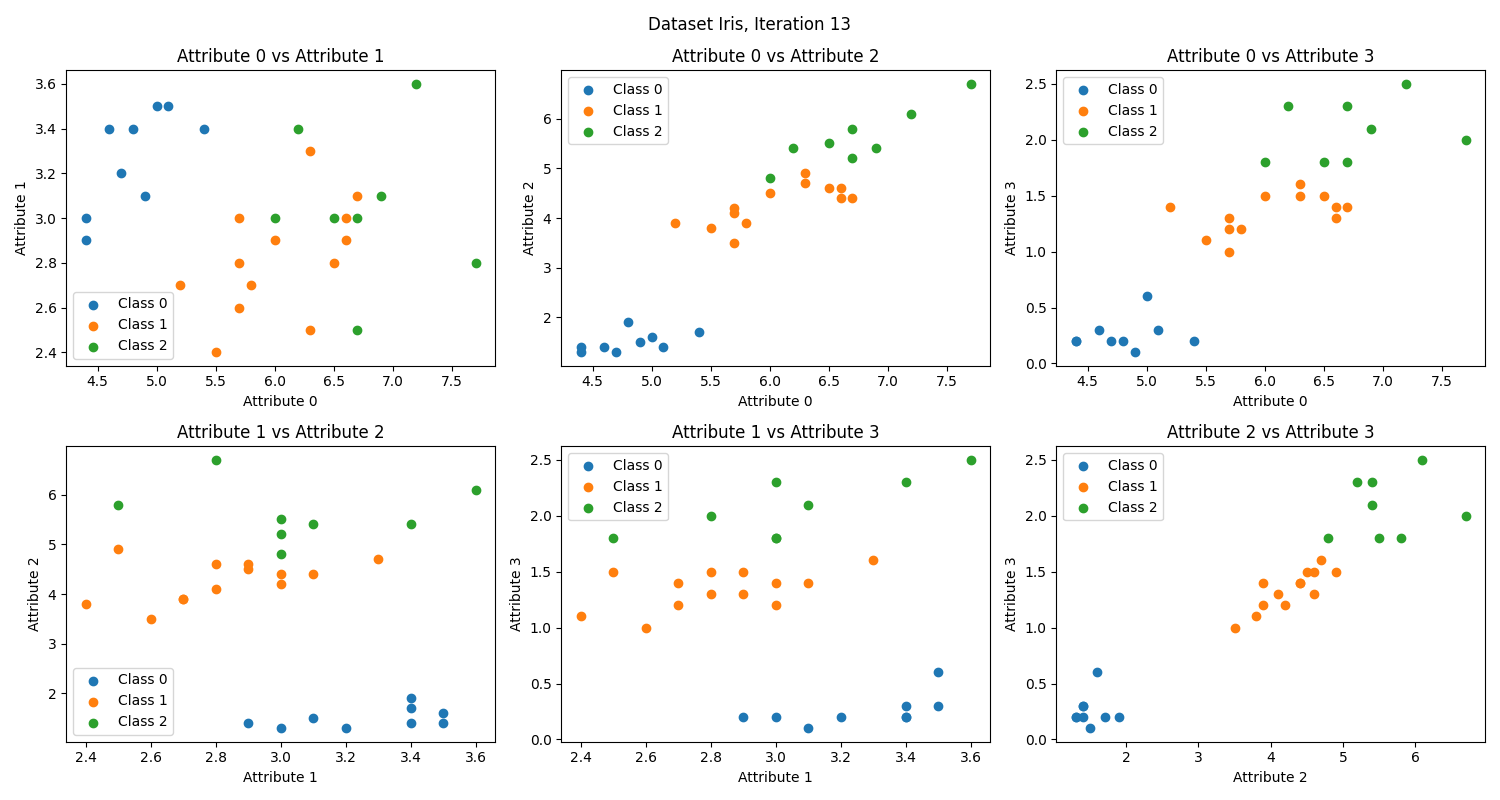 Dataset Iris, Iteration 13
Attribute 0 vs Attribute 1
3.6
3.4
3.2
3.0
2.8
2.6
2.4
Attribute 1
Class 0
Class 1
Class 2
4.5 5.0 5.5 6.0 6.5 7.0 7.5
Attribute 0
Attribute 0 vs Attribute 2
6
5
4
3
2
Attribute 2
Class 0
Class 1
Class 2
4.5 5.0 5.5 6.0 6.5 7.0 7.5
Attribute 0
Attribute 0 vs Attribute 3
2.5
2.0
1.5
1.0
0.5
0.0
Attribute 3
Class 0
Class 1
Class 2
4.5 5.0 5.5 6.0 6.5 7.0 7.5
Attribute 0
Attribute 1 vs Attribute 2
6
5
4
3
2
Attribute 2
Class 0
Class 1
Class 2
2.4 2.6 2.8 3.0 3.2 3.4 3.6
Attribute 1
Attribute 1 vs Attribute 3
2.5
2.0
1.5
1.0
0.5
0.0
Attribute 3
Class 0
Class 1
Class 2
2.4 2.6 2.8 3.0 3.2 3.4 3.6
Attribute 1
Attribute 2 vs Attribute 3
2.5
2.0
1.5
1.0
0.5
0.0
Attribute 3
Class 0
Class 1
Class 2
2 3 4 5 6
Attribute 2